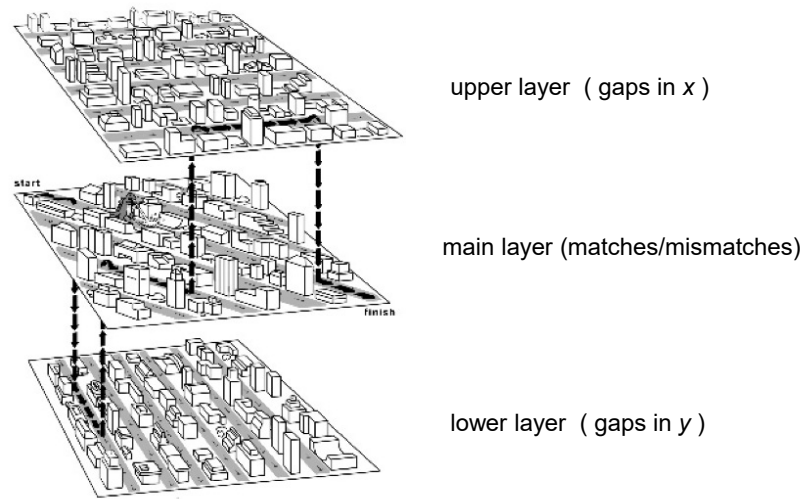 upper layer ( gaps in x )
start
main layer (matches/mismatches)
finish
lower layer ( gaps in y )